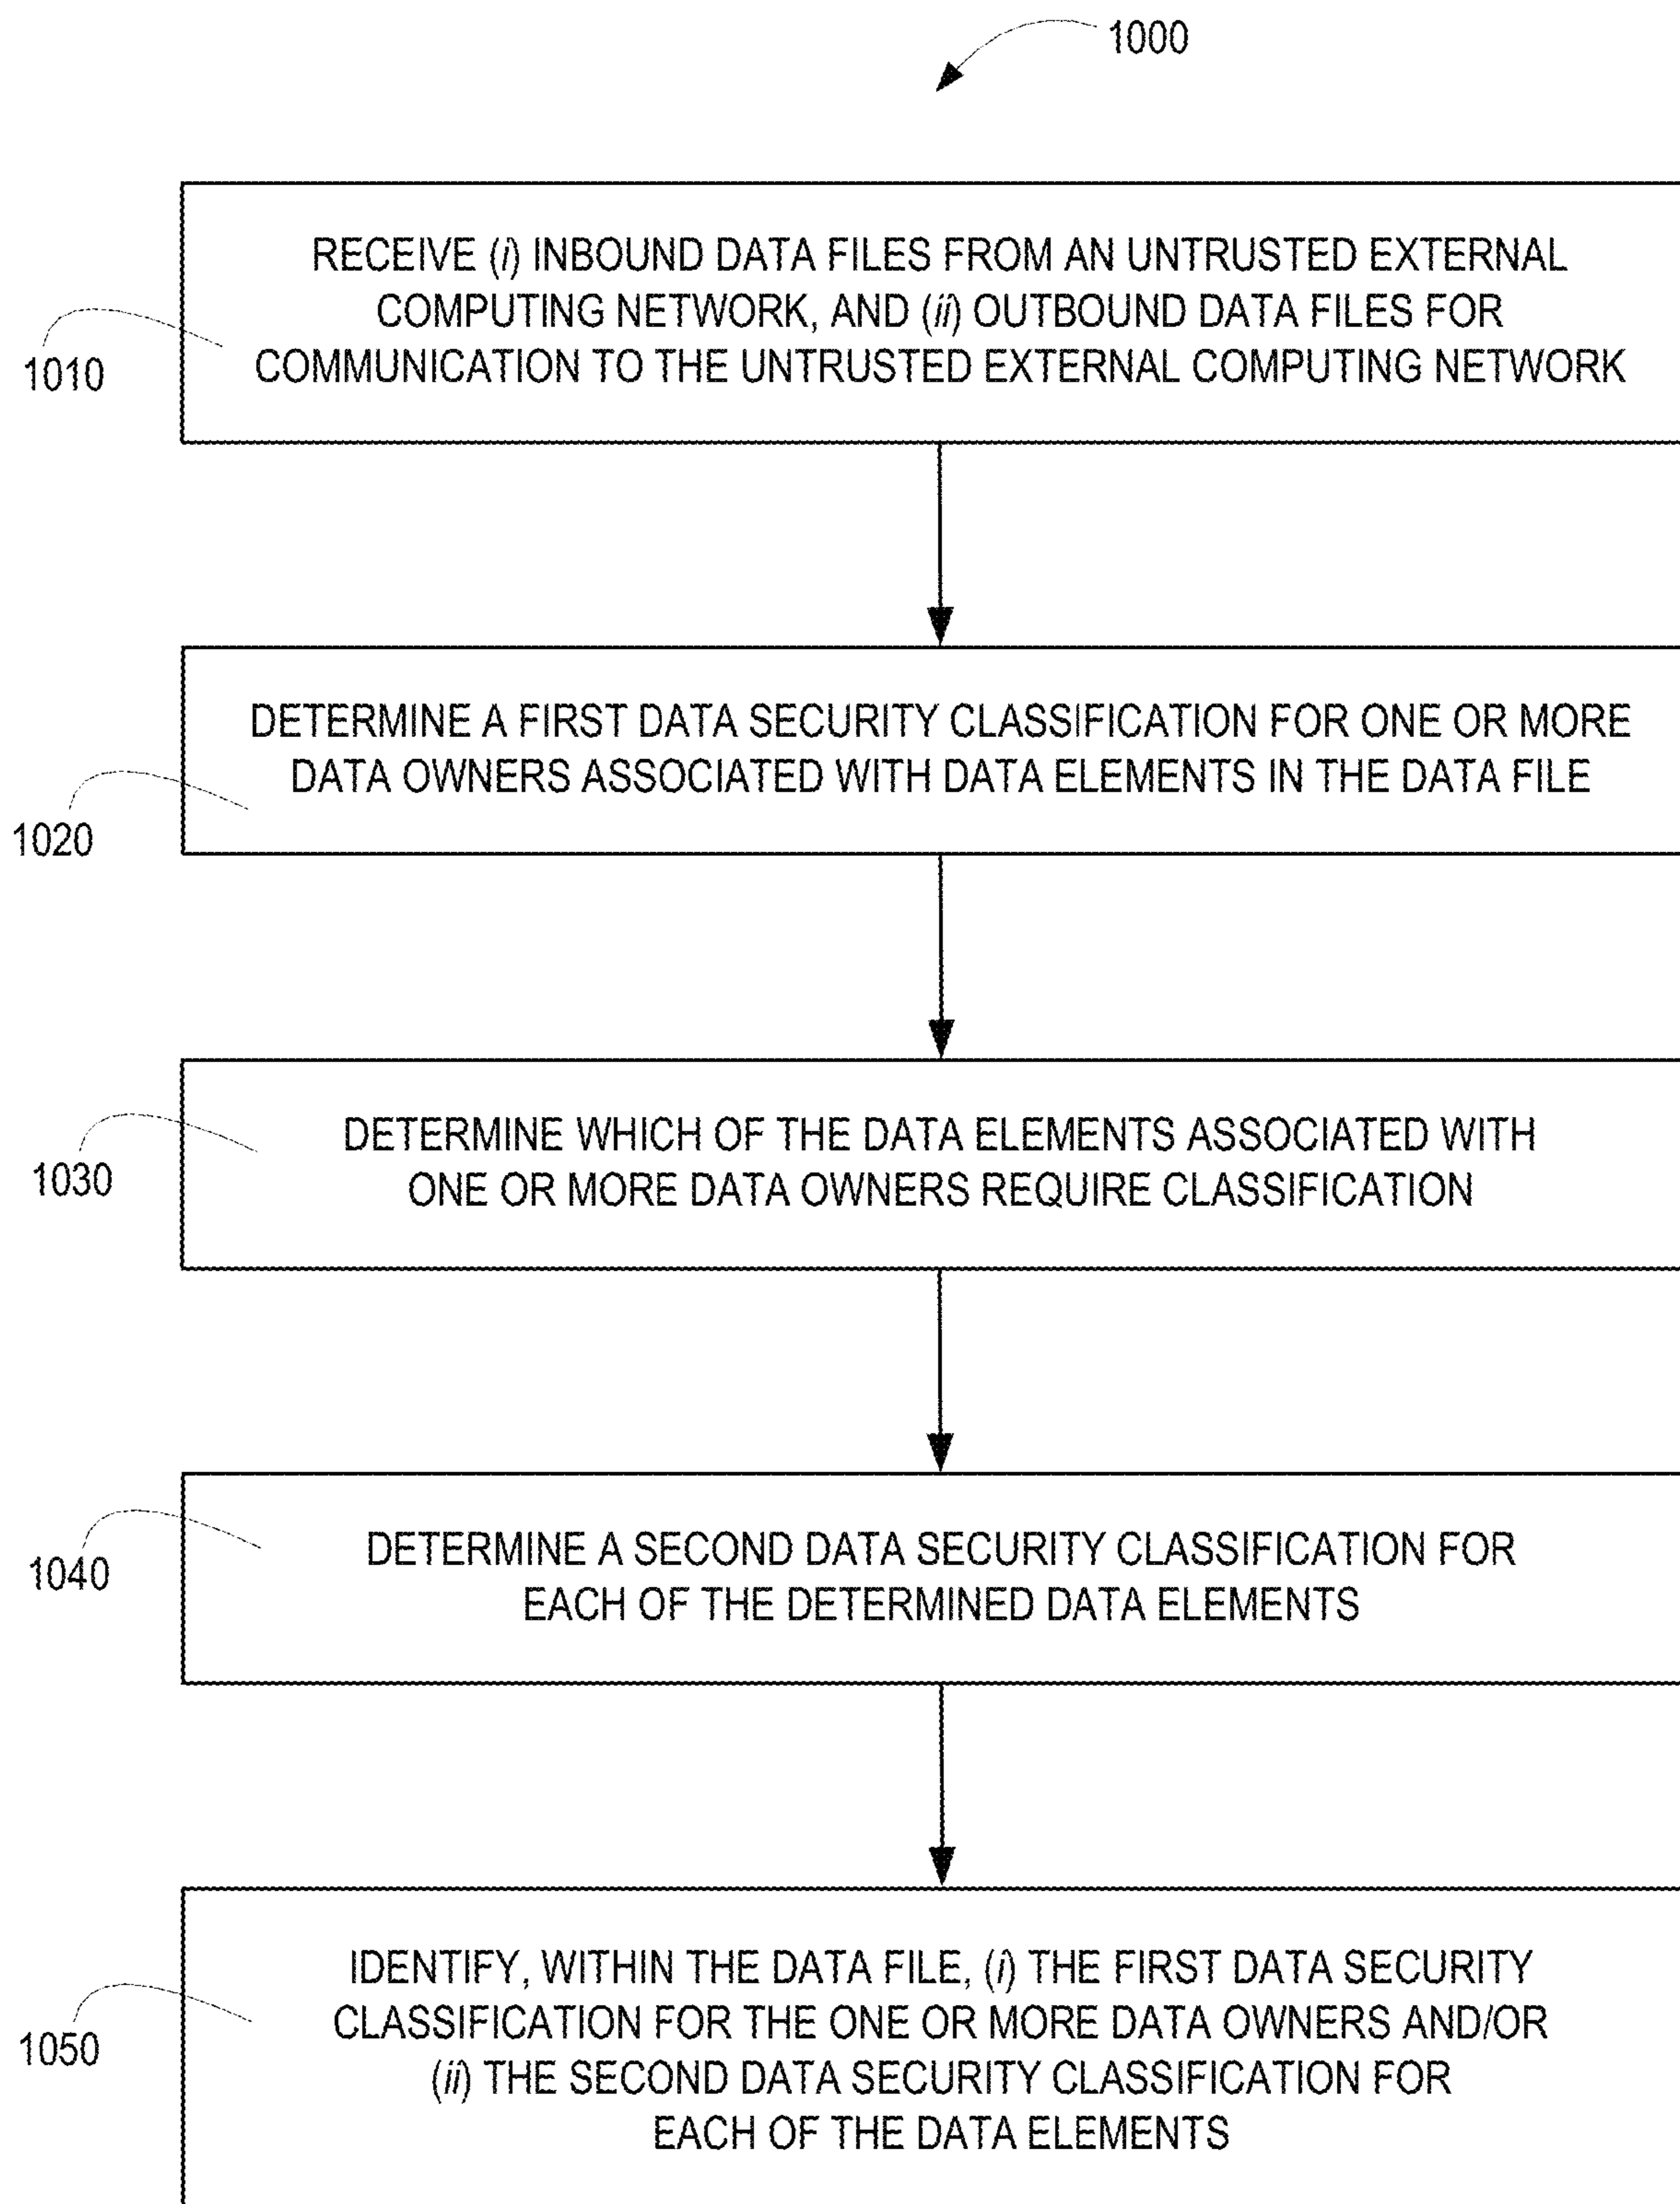 1000
RECEIVE (i) INBOUND DATA FILES FROM AN UNTRUSTED EXTERNAL
COMPUTING NETWORK, AND (ii) OUTBOUND DATA FILES FOR
COMMUNICATION TO THE UNTRUSTED EXTERNAL COMPUTING NETWORK
1010
DETERMINE A FIRST DATA SECURITY CLASSIFICATION FOR ONE OR MORE
DATA OWNERS ASSOCIATED WITH DATA ELEMENTS IN THE DATA FILE
1020
DETERMINE WHICH OF THE DATA ELEMENTS ASSOCIATED WITH
ONE OR MORE DATA OWNERS REQUIRE CLASSIFICATION
1030
DETERMINE A SECOND DATA SECURITY CLASSIFICATION FOR
EACH OF THE DETERMINED DATA ELEMENTS
1040
IDENTIFY, WITHIN THE DATA FILE, (i) THE FIRST DATA SECURITY
CLASSIFICATION FOR THE ONE OR MORE DATA OWNERS AND/OR
(ii) THE SECOND DATA SECURITY CLASSIFICATION FOR
EACH OF THE DATA ELEMENTS
1050